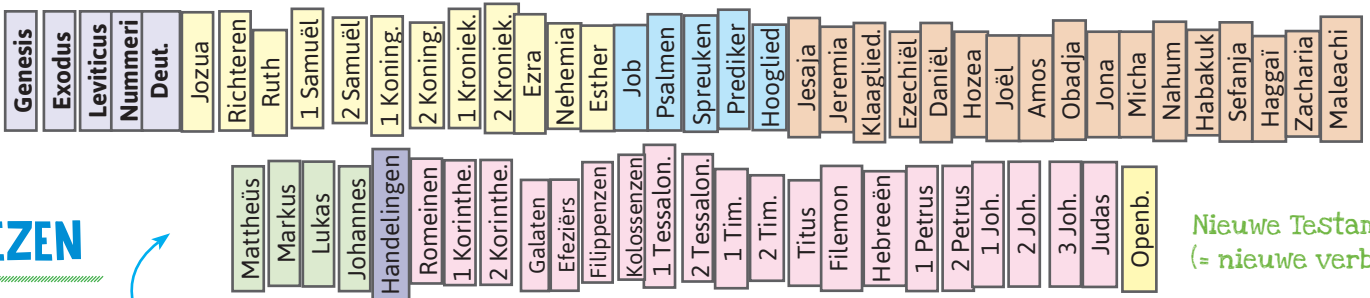 Genesis
Exodus
Leviticus
Nummeri
Deut.
Jozua
Richteren
Ruth
1 Samuël
2 Samuël
1 Koning.
2 Koning.
1 Kroniek.
2 Kroniek.
Ezra
Nehemia
Esther
Job
Psalmen
Spreuken
Prediker
Hooglied
Jesaja
Jeremia
Klaaglied.
Ezechiël
Daniël
Hozea
Joël
Amos
Obadja
Jona
Micha
Nahum
Habakuk
Sefanja
Haggaï
Zacharia
Maleachi
Mattheüs
Markus
Lukas
Johannes
Handelingen
Romeinen
1 Korinthe.
2 Korinthe.
Galaten
Efeziërs
Filippenzen
Kolossenzen
1 Tessalon.
2 Tessalon.
1 Tim.
2 Tim.
Titus
Filemon
Hebreeën
1 Petrus
2 Petrus
1 Joh.
2 Joh.
3 Joh.
Judas
Openb.
EZEN
Nieuwe Testam
(= nieuwe verb